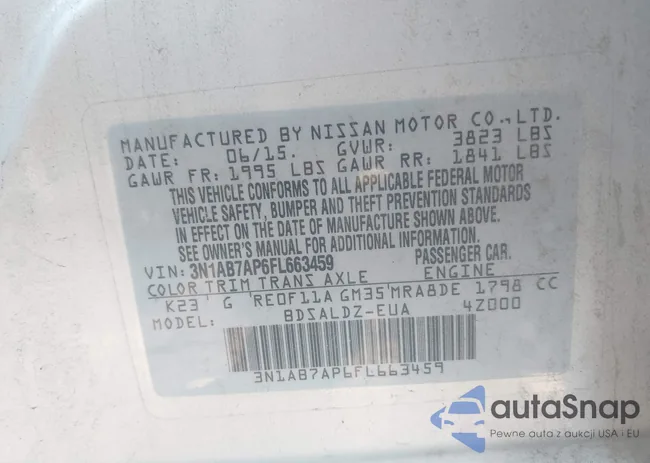 MANUFACTURED BY NISSAN MOTOR CO.,LTD.
DATE: 06/15. GVWR: 3823 LBS
GAWR FR: 1995 LBS GAWR RR: 1841 LBS
THIS VEHICLE CONFORMS TO ALL APPLICABLE FEDERAL MOTOR
VEHICLE SAFETY, BUMPER AND THEFT PREVENTION STANDARDS
IN EFFECT ON THE DATE OF MANUFACTURE SHOWN ABOVE.
SEE OWNER'S MANUAL FOR ADDITIONAL INFORMATION.
VIN: 3N1AB7AP6FL663459 PASSENGER CAR.
COLOR TRIM TRANS AXLE ENGINE
K23 G RE0F11A GM35 MRA8DE 1798 CC
MODEL: BDSALDZ-EUA 4Z000
3N1AB7AP6FL663459
autaSnap
Pewne auta z aukcji USA i EU